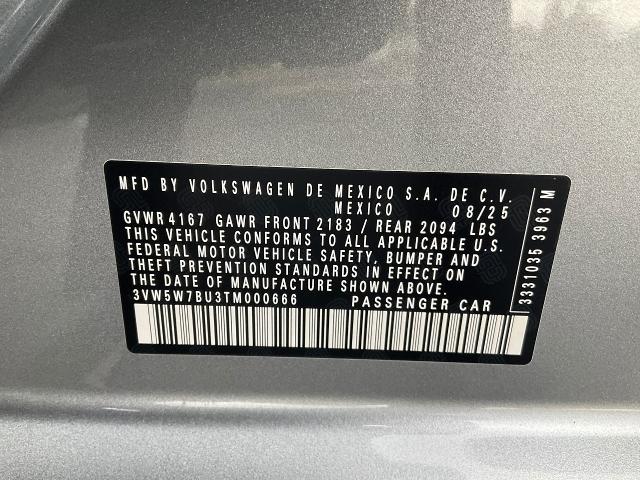 MFD BY VOLKSWAGEN DE MEXICO S.A. DE C.V.
MEXICO 08/25
GVWR 4167 GAWR FRONT 2183 / REAR 2094 LBS
THIS VEHICLE CONFORMS TO ALL APPLICABLE U.S.
FEDERAL MOTOR VEHICLE SAFETY, BUMPER AND
THEFT PREVENTION STANDARDS IN EFFECT ON
THE DATE OF MANUFACTURE SHOWN ABOVE.
3VW5W7BU3TM000666 PASSENGER CAR
3331035 3963 M